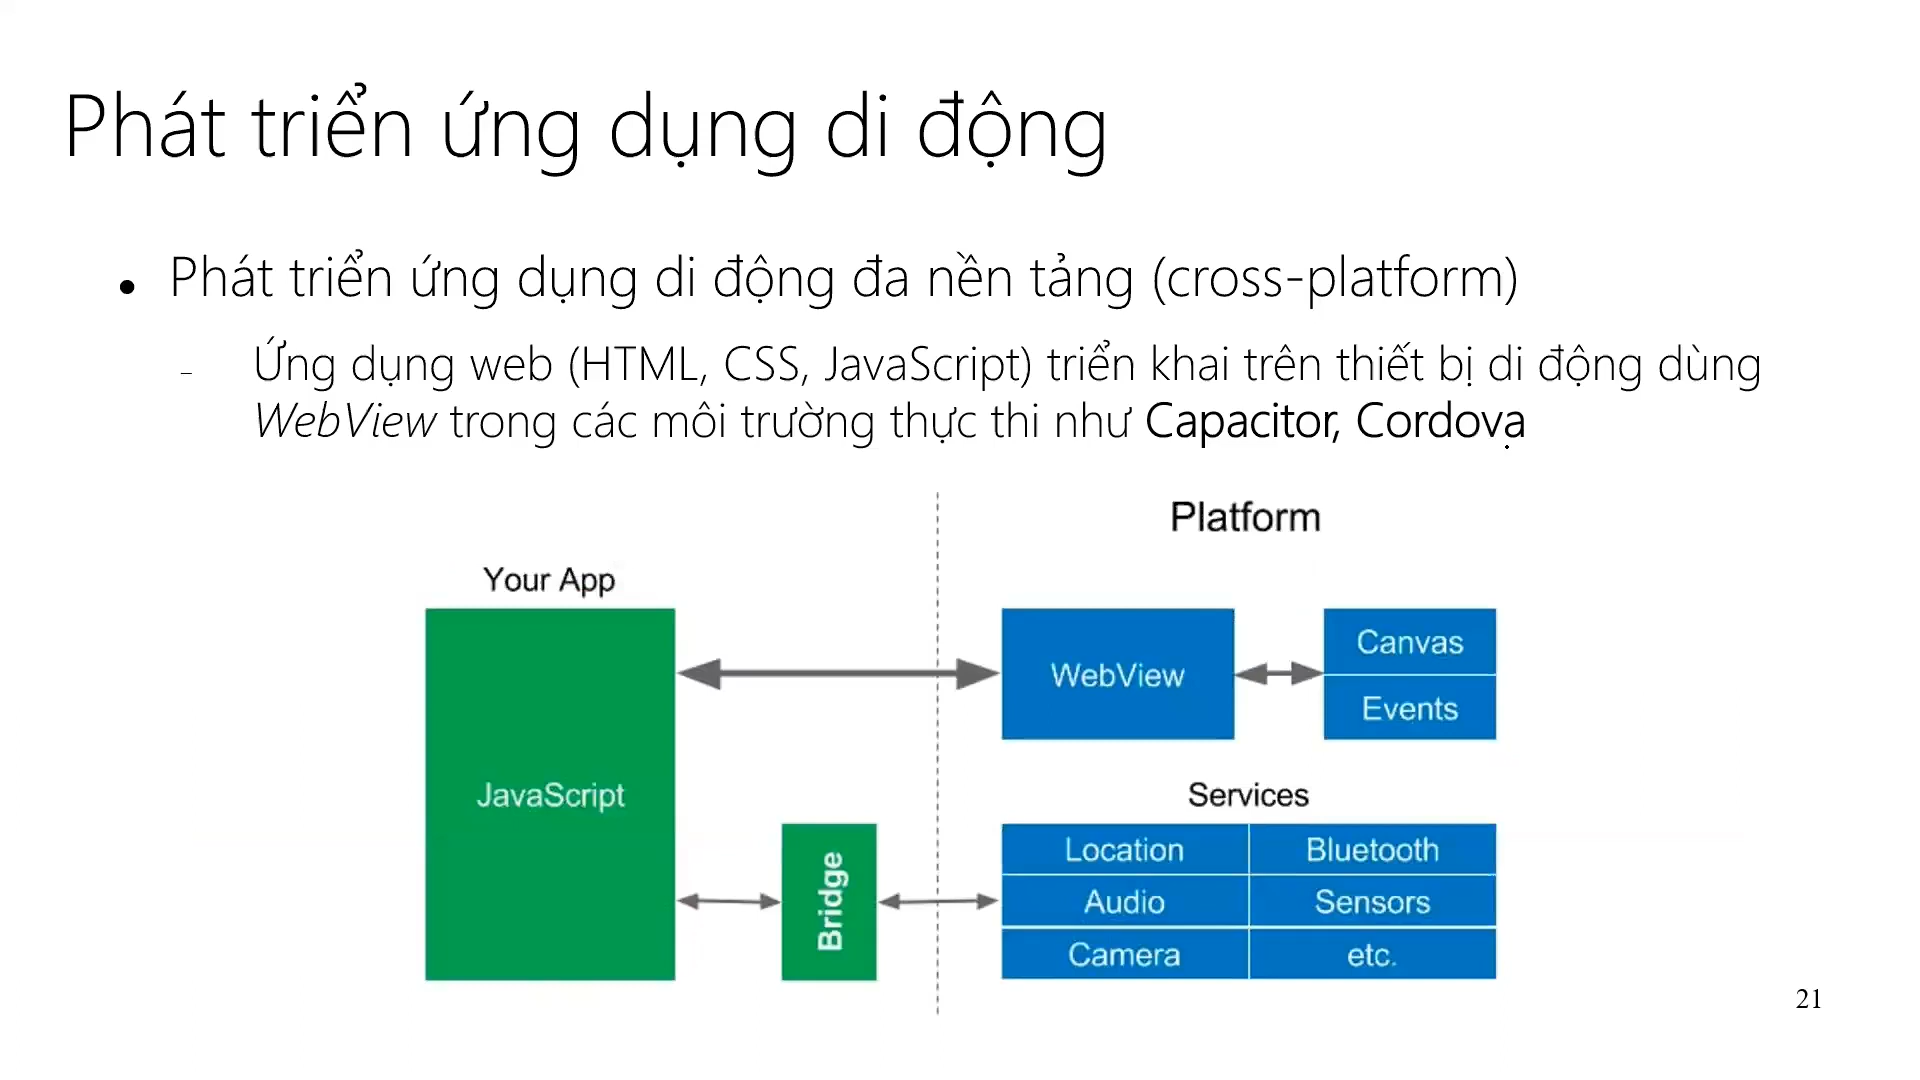 Phát triển ứng dụng di động
Phát triển ứng dụng di động đa nền tảng (cross-platform)
Ứng dụng web (HTML, CSS, JavaScript) triển khai trên thiết bị di động dùng
WebView trong các môi trường thực thi như Capacitor, Cordovạ
Platform
Your App
WebView
Canvas
Events
JavaScript
Services
Bridge
Location
Bluetooth
Audio
Sensors
Camera
etc.
21